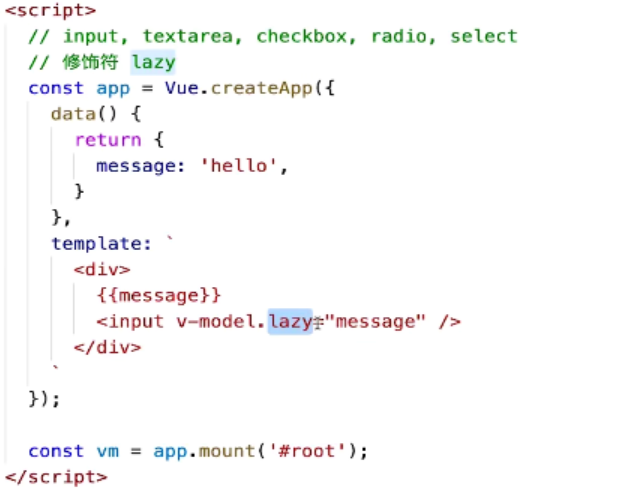 <script>
// input, textarea, checkbox, radio, select
// 修饰符 lazy
const app = Vue.createApp({
data() {
return {
message: 'hello',
}
},
template: `
<div>
{{message}}
<input v-model.lazy="message" />
</div>
`
});
const vm = app.mount('#root');
</script>